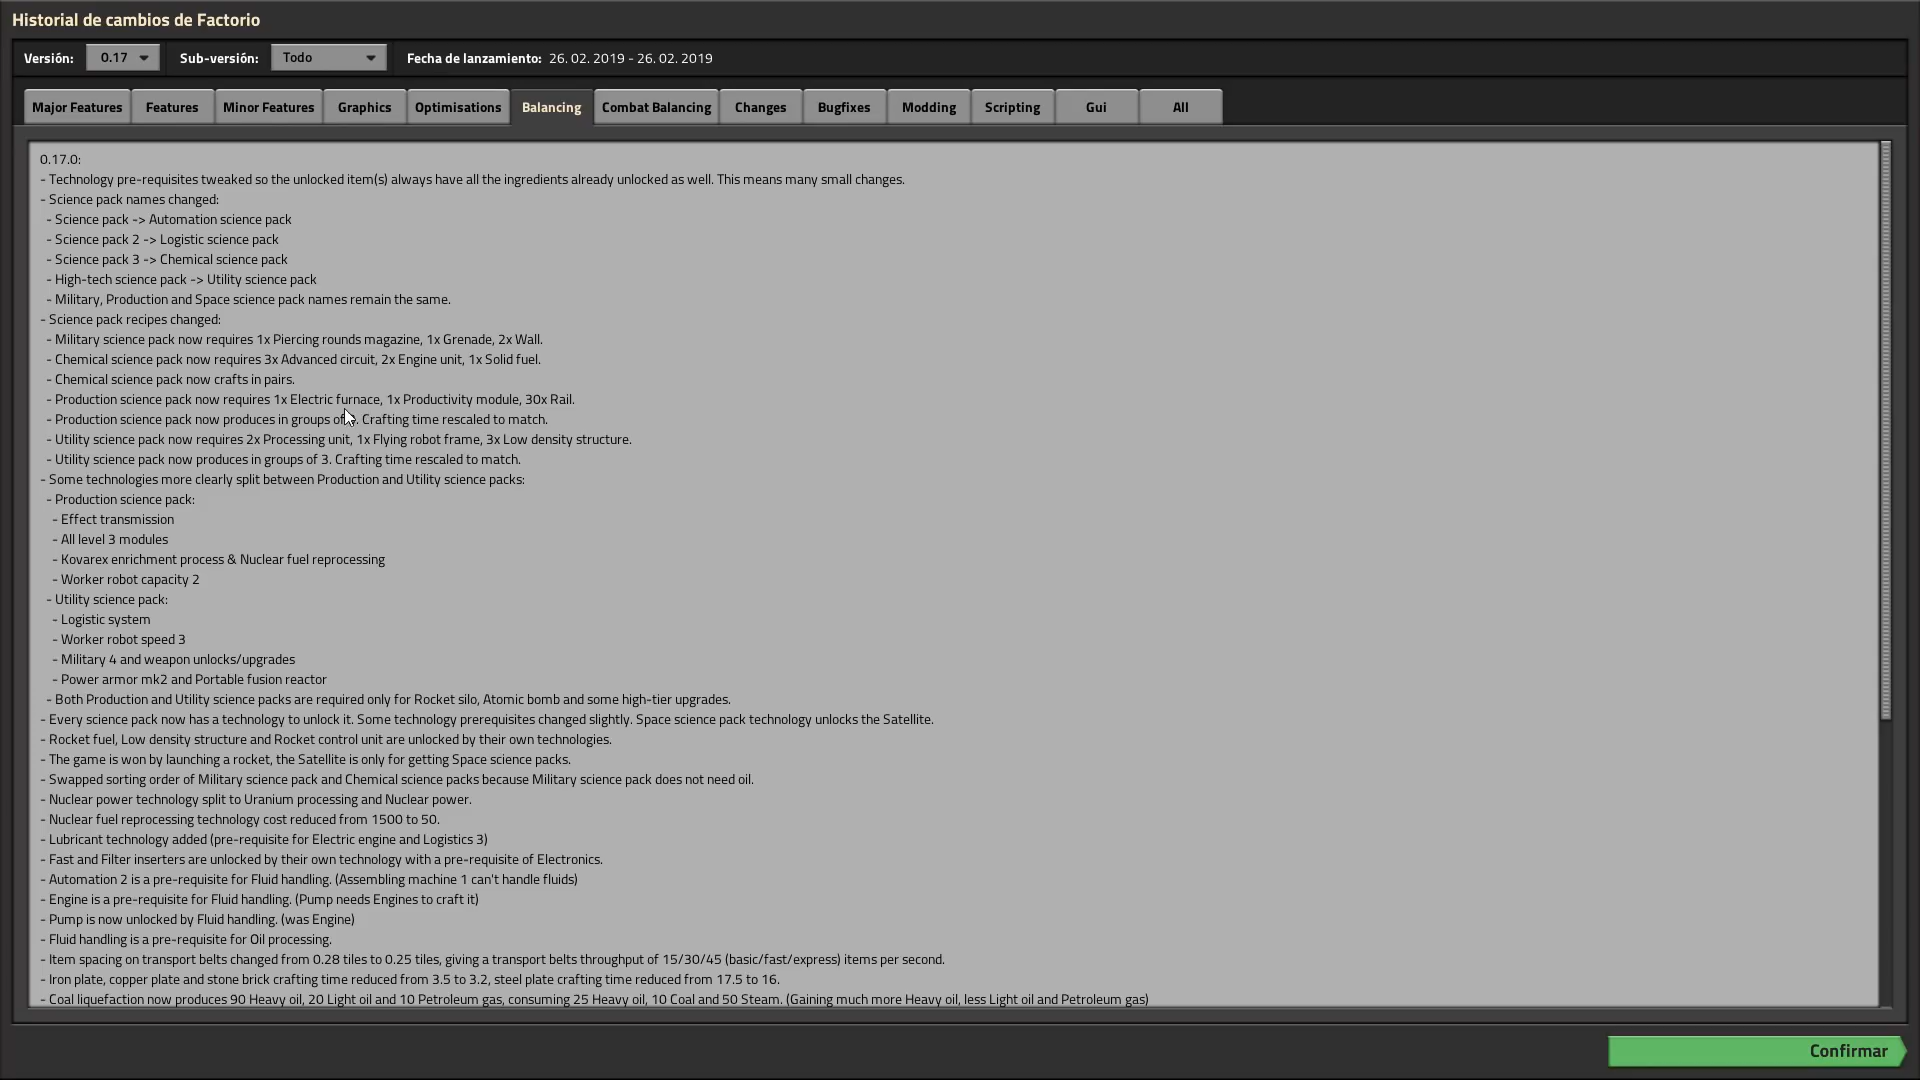 Historial de cambios de Factorio
Versión: 0.17 Sub-versión: Todo Fecha de lanzamiento: 26. 02. 2019 - 26. 02. 2019
Major Features Features Minor Features Graphics Optimisations Balancing Combat Balancing Changes Bugfixes Modding Scripting Gui All
0.17.0:
- Technology pre-requisites tweaked so the unlocked item(s) always have all the ingredients already unlocked as well. This means many small changes.
- Science pack names changed:
- Science pack -> Automation science pack
- Science pack 2 -> Logistic science pack
- Science pack 3 -> Chemical science pack
- High-tech science pack -> Utility science pack
- Military, Production and Space science pack names remain the same.
- Science pack recipes changed:
- Military science pack now requires 1x Piercing rounds magazine, 1x Grenade, 2x Wall.
- Chemical science pack now requires 3x Advanced circuit, 2x Engine unit, 1x Solid fuel.
- Chemical science pack now crafts in pairs.
- Production science pack now requires 1x Electric furnace, 1x Productivity module, 30x Rail.
- Production science pack now produces in groups of Crafting time rescaled to match.
- Utility science pack now requires 2x Processing unit, 1x Flying robot frame, 3x Low density structure.
- Utility science pack now produces in groups of 3. Crafting time rescaled to match.
- Some technologies more clearly split between Production and Utility science packs:
- Production science pack:
- Effect transmission
- All level 3 modules
- Kovarex enrichment process & Nuclear fuel reprocessing
- Worker robot capacity 2
- Utility science pack:
- Logistic system
- Worker robot speed 3
- Military 4 and weapon unlocks/upgrades
- Power armor mk2 and Portable fusion reactor
- Both Production and Utility science packs are required only for Rocket silo, Atomic bomb and some high-tier upgrades.
- Every science pack now has a technology to unlock it. Some technology prerequisites changed slightly. Space science pack technology unlocks the Satellite.
- Rocket fuel, Low density structure and Rocket control unit are unlocked by their own technologies.
- The game is won by launching a rocket, the Satellite is only for getting Space science packs.
- Swapped sorting order of Military science pack and Chemical science packs because Military science pack does not need oil.
- Nuclear power technology split to Uranium processing and Nuclear power.
- Nuclear fuel reprocessing technology cost reduced from 1500 to 50.
- Lubricant technology added (pre-requisite for Electric engine and Logistics 3)
- Fast and Filter inserters are unlocked by their own technology with a pre-requisite of Electronics.
- Automation 2 is a pre-requisite for Fluid handling. (Assembling machine 1 can't handle fluids)
- Engine is a pre-requisite for Fluid handling. (Pump needs Engines to craft it)
- Pump is now unlocked by Fluid handling. (was Engine)
- Fluid handling is a pre-requisite for Oil processing.
- Item spacing on transport belts changed from 0.28 tiles to 0.25 tiles, giving a transport belts throughput of 15/30/45 (basic/fast/express) items per second.
- Iron plate, copper plate and stone brick crafting time reduced from 3.5 to 3.2, steel plate crafting time reduced from 17.5 to 16.
- Coal liquefaction now produces 90 Heavy oil, 20 Light oil and 10 Petroleum gas, consuming 25 Heavy oil, 10 Coal and 50 Steam. (Gaining much more Heavy oil, less Light oil and Petroleum gas)
Confirmar